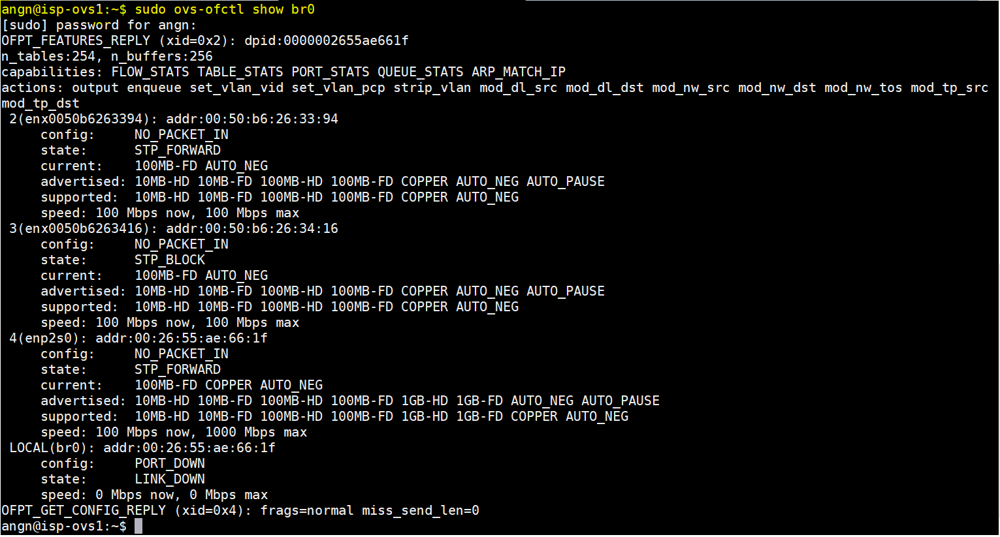 angn@isp-ovs1:~$ sudo ovs-ofctl show br0
[sudo] password for angn:
OFPT_FEATURES_REPLY (xid=0x2): dpid:0000002655ae661f
n_tables:254, n_buffers:256
capabilities: FLOW_STATS TABLE_STATS PORT_STATS QUEUE_STATS ARP_MATCH_IP
actions: output enqueue set_vlan_vid set_vlan_pcp strip_vlan mod_dl_src mod_dl_dst mod_nw_src mod_nw_dst mod_nw_tos mod_tp_src
mod_tp_dst
 2(enx0050b6263394): addr:00:50:b6:26:33:94
     config:     NO_PACKET_IN
     state:      STP_FORWARD
     current:    100MB-FD AUTO_NEG
     advertised: 10MB-HD 10MB-FD 100MB-HD 100MB-FD COPPER AUTO_NEG AUTO_PAUSE
     supported:  10MB-HD 10MB-FD 100MB-HD 100MB-FD COPPER AUTO_NEG
     speed: 100 Mbps now, 100 Mbps max
 3(enx0050b6263416): addr:00:50:b6:26:34:16
     config:     NO_PACKET_IN
     state:      STP_BLOCK
     current:    100MB-FD AUTO_NEG
     advertised: 10MB-HD 10MB-FD 100MB-HD 100MB-FD COPPER AUTO_NEG AUTO_PAUSE
     supported:  10MB-HD 10MB-FD 100MB-HD 100MB-FD COPPER AUTO_NEG
     speed: 100 Mbps now, 100 Mbps max
 4(enp2s0): addr:00:26:55:ae:66:1f
     config:     NO_PACKET_IN
     state:      STP_FORWARD
     current:    100MB-FD COPPER AUTO_NEG
     advertised: 10MB-HD 10MB-FD 100MB-HD 100MB-FD 1GB-HD 1GB-FD AUTO_NEG AUTO_PAUSE
     supported:  10MB-HD 10MB-FD 100MB-HD 100MB-FD 1GB-HD 1GB-FD COPPER AUTO_NEG
     speed: 100 Mbps now, 1000 Mbps max
 LOCAL(br0): addr:00:26:55:ae:66:1f
     config:     PORT_DOWN
     state:      LINK_DOWN
     speed: 0 Mbps now, 0 Mbps max
OFPT_GET_CONFIG_REPLY (xid=0x4): frags=normal miss_send_len=0
angn@isp-ovs1:~$